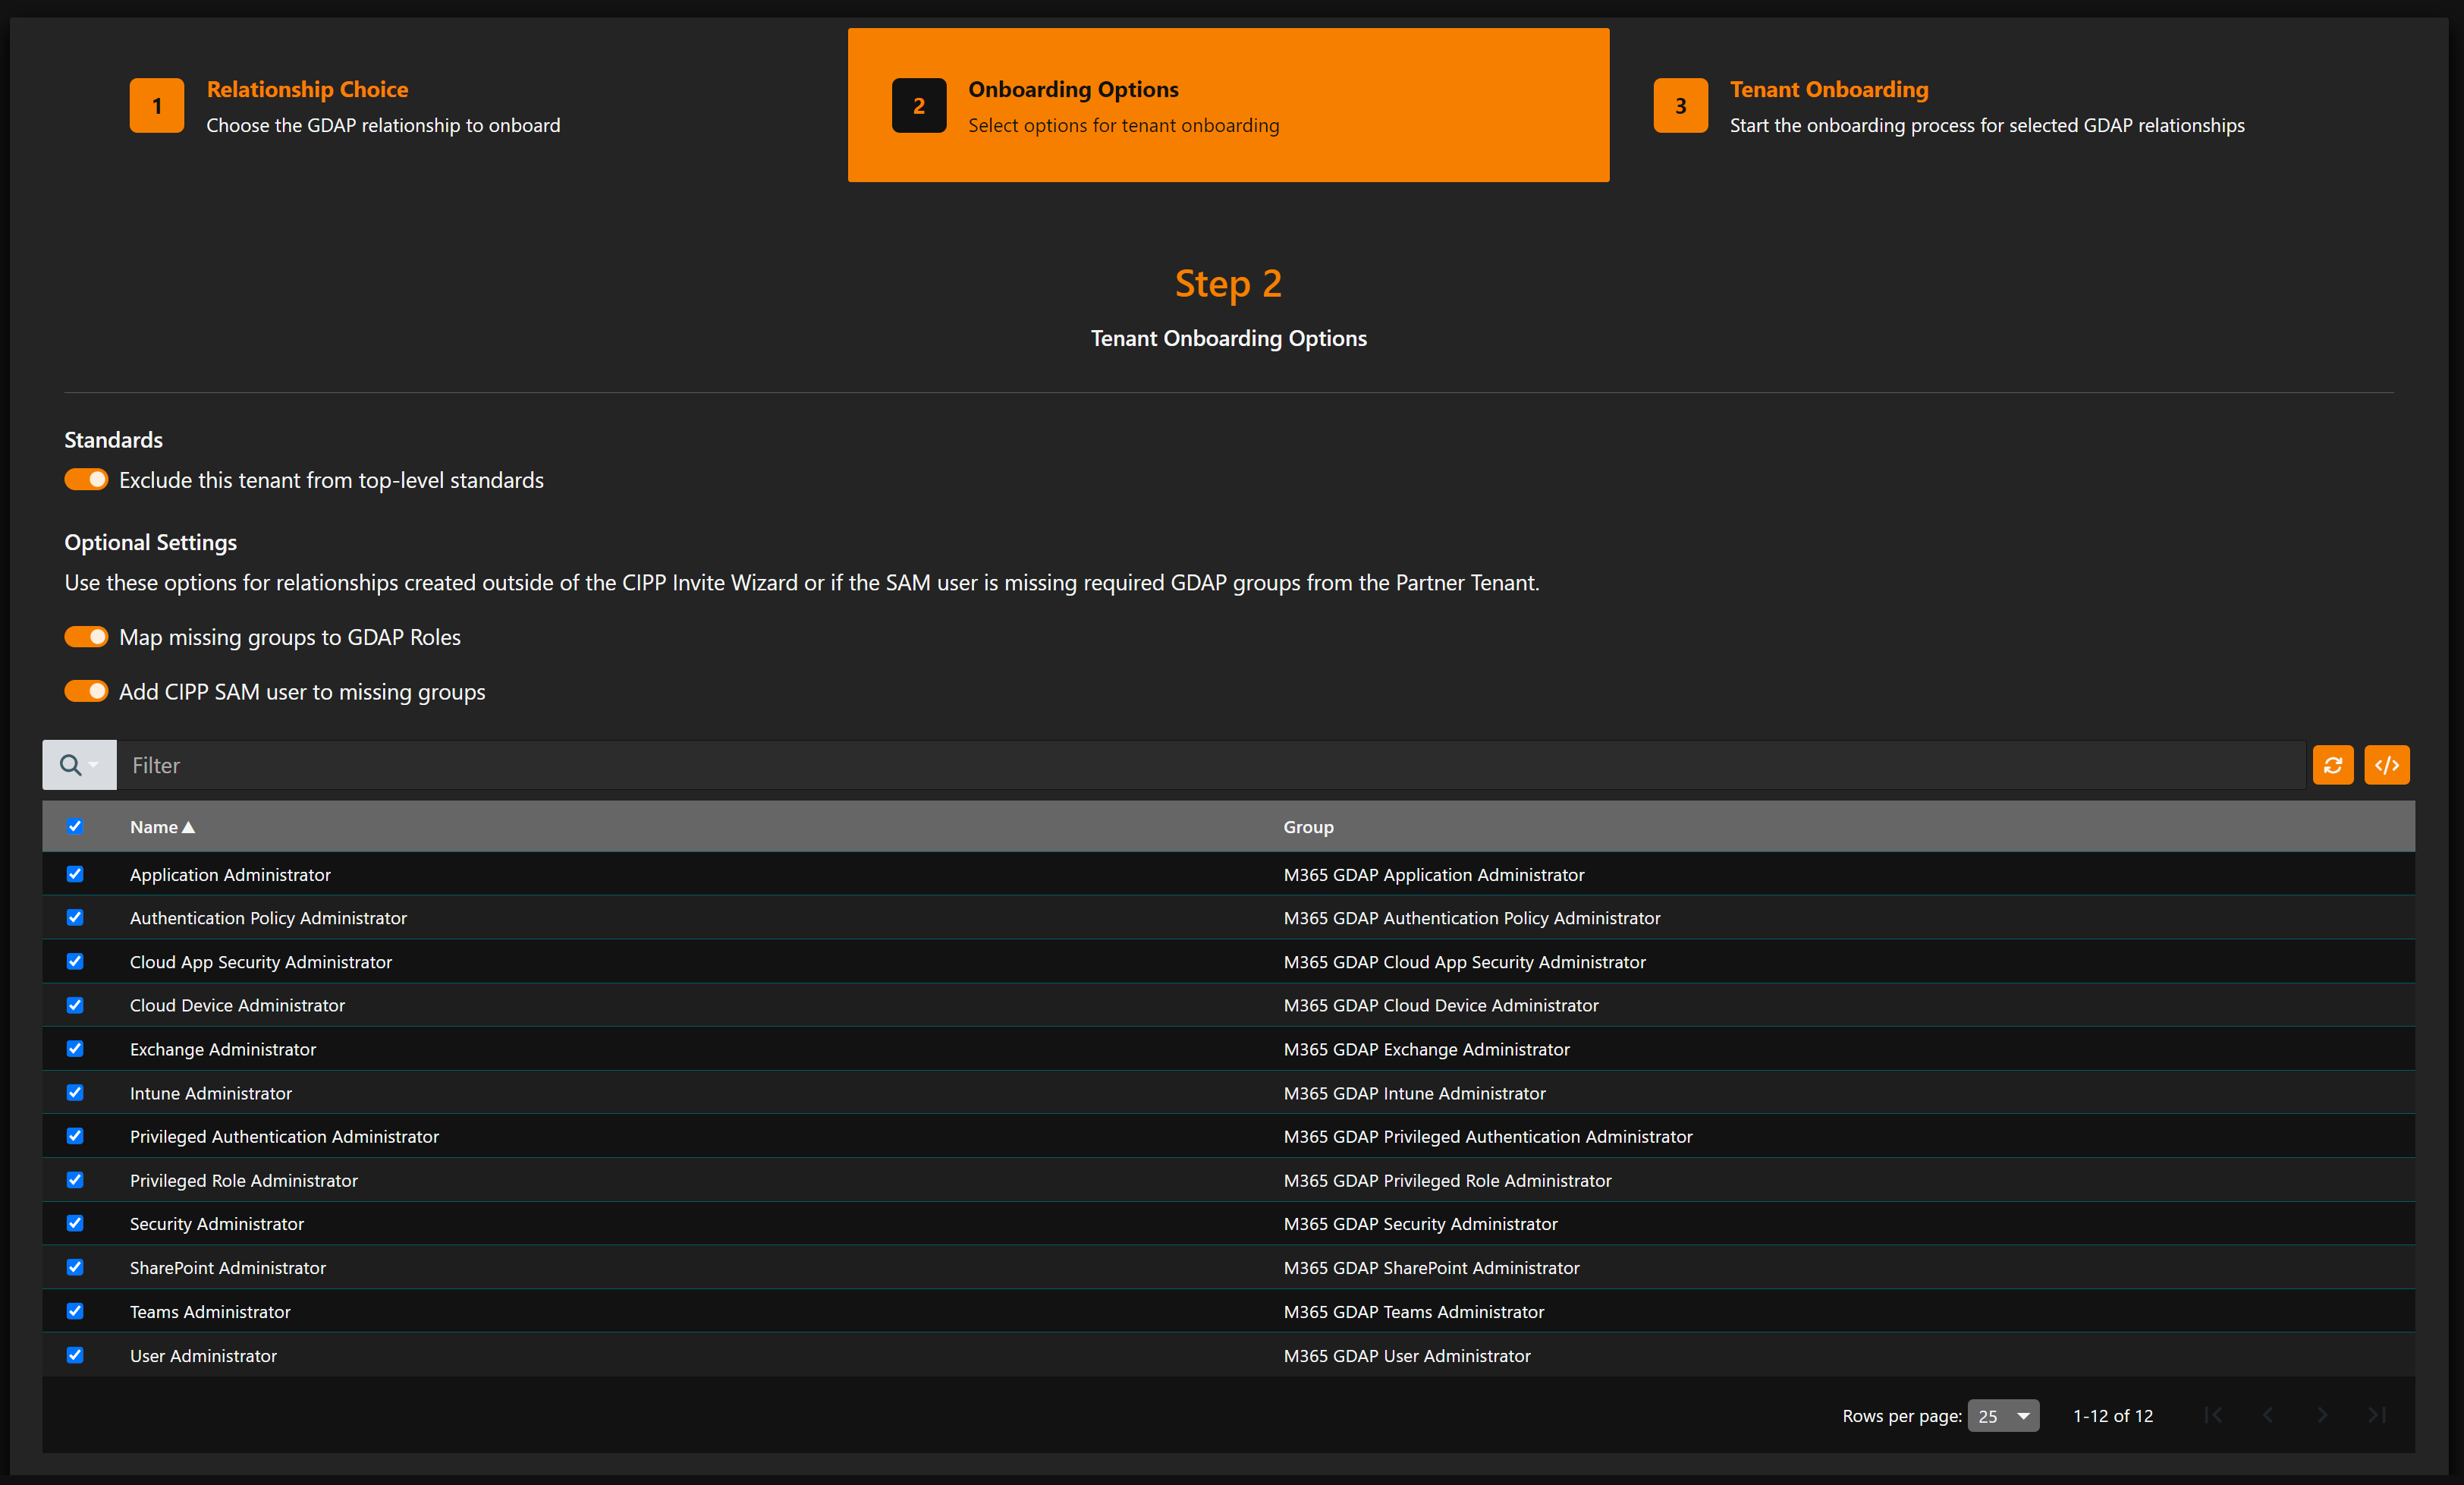 1
Relationship Choice
Choose the GDAP relationship to onboard
2
Onboarding Options
Select options for tenant onboarding
3
Tenant Onboarding
Start the onboarding process for selected GDAP relationships
Step 2
Tenant Onboarding Options
Standards
Exclude this tenant from top-level standards
Optional Settings
Use these options for relationships created outside of the CIPP Invite Wizard or if the SAM user is missing required GDAP groups from the Partner Tenant.
Map missing groups to GDAP Roles
Add CIPP SAM user to missing groups
Filter
Name Group
Application Administrator M365 GDAP Application Administrator
Authentication Policy Administrator M365 GDAP Authentication Policy Administrator
Cloud App Security Administrator M365 GDAP Cloud App Security Administrator
Cloud Device Administrator M365 GDAP Cloud Device Administrator
Exchange Administrator M365 GDAP Exchange Administrator
Intune Administrator M365 GDAP Intune Administrator
Privileged Authentication Administrator M365 GDAP Privileged Authentication Administrator
Privileged Role Administrator M365 GDAP Privileged Role Administrator
Security Administrator M365 GDAP Security Administrator
SharePoint Administrator M365 GDAP SharePoint Administrator
Teams Administrator M365 GDAP Teams Administrator
User Administrator M365 GDAP User Administrator
Rows per page: 25 1-12 of 12